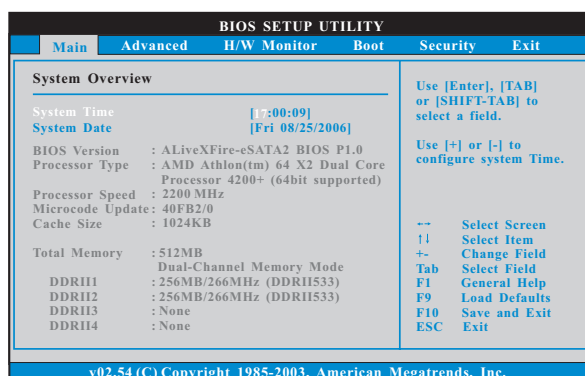 BIOS SETUP UTILITY
Main Advanced H/W Monitor Boot Security Exit
System Overview
System Time [17:00:09]
System Date [Fri 08/25/2006]
BIOS Version : ALiveXFire-eSATA2 BIOS P1.0
Processor Type : AMD Athlon(tm) 64 X2 Dual Core
Processor 4200+ (64bit supported)
Processor Speed : 2200 MHz
Microcode Update : 40FB2/0
Cache Size : 1024KB
Total Memory : 512MB
Dual-Channel Memory Mode
DDRII1 : 256MB/266MHz (DDRII533)
DDRII2 : 256MB/266MHz (DDRII533)
DDRII3 : None
DDRII4 : None
Use [Enter], [TAB]
or [SHIFT-TAB] to
select a field.
Use [+] or [-] to
configure system Time.
←→ Select Screen
↑↓ Select Item
+- Change Field
Tab Select Field
F1 General Help
F9 Load Defaults
F10 Save and Exit
ESC Exit
v02.54 (C) Copyright 1985-2003, American Megatrends, Inc.